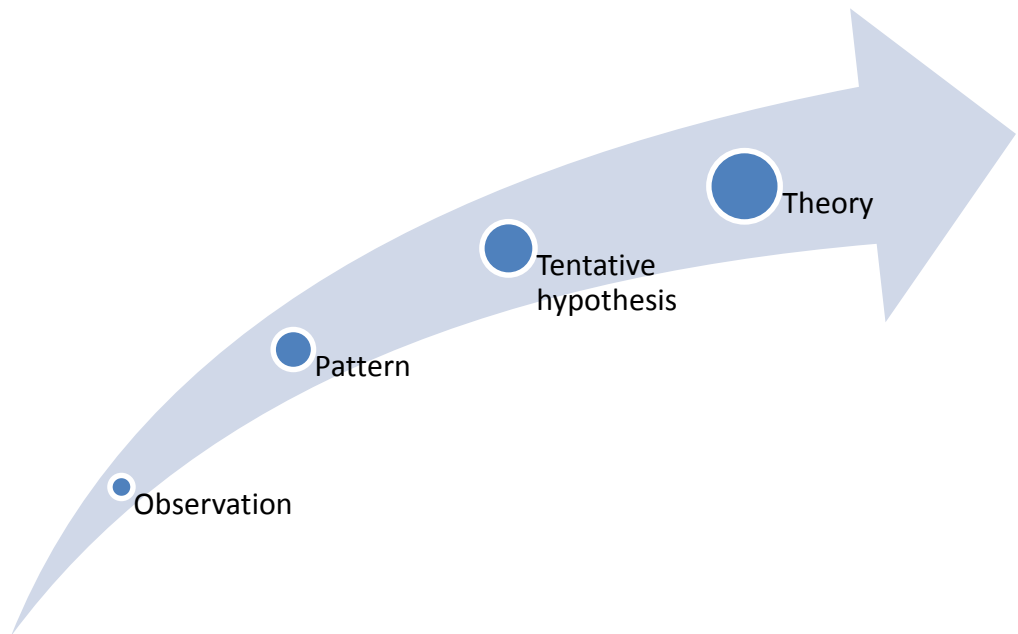 Theory
Tentative
hypothesis
Pattern
Observation